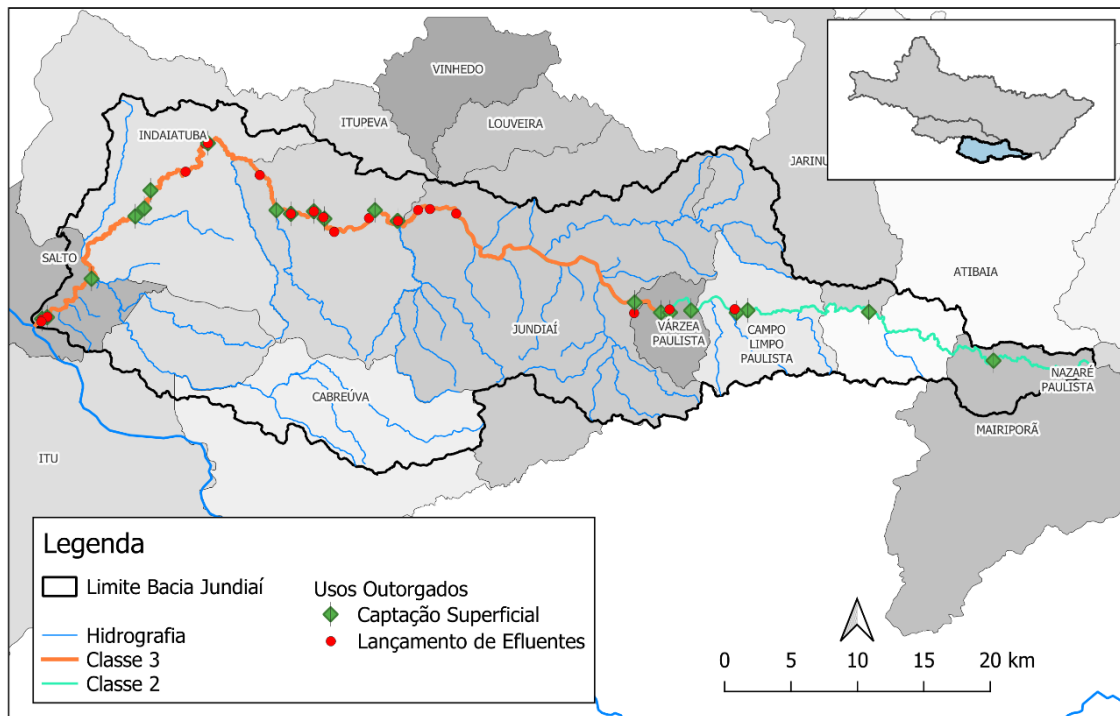 VINHEDO
ITUPEVA
LOUVEIRA
INDAIATUBA
JARINU
ATIBAIA
SALTO
JUNDIAÍ
VÁRZEA
PAULISTA
CAMPO
LIMPO
PAULISTA
NAZARÉ
PAULISTA
CABREÚVA
MAIRIPORÃ
ITU
Legenda
Limite Bacia Jundiaí
Hidrografia
Classe 3
Classe 2
Usos Outorgados
Captação Superficial
Lançamento de Efluentes
0 5 10 15 20 km